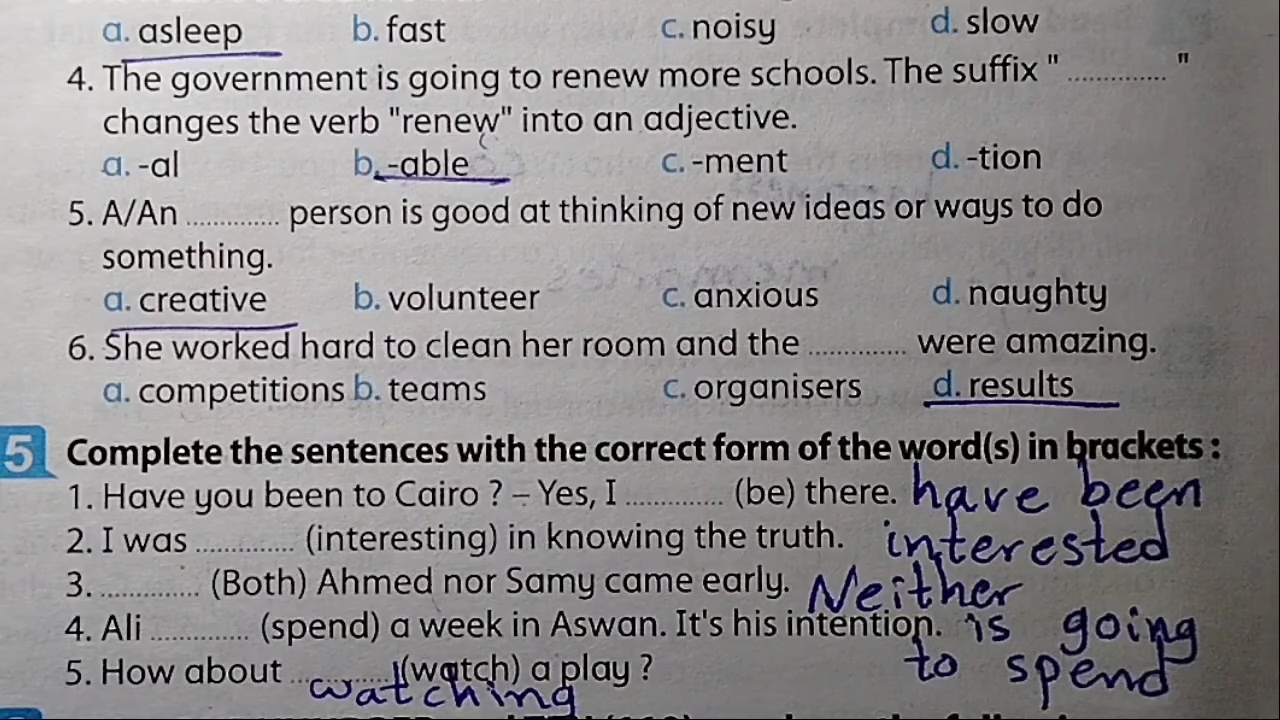 a. asleep b. fast c. noisy d. slow
4. The government is going to renew more schools. The suffix " .............. "
changes the verb "renew" into an adjective.
a. -al b. -able c. -ment d. -tion
5. A/An ............. person is good at thinking of new ideas or ways to do
something.
a. creative b. volunteer c. anxious d. naughty
6. She worked hard to clean her room and the ............. were amazing.
a. competitions b. teams c. organisers d. results
5 Complete the sentences with the correct form of the word(s) in brackets :
1. Have you been to Cairo ? – Yes, I ............. (be) there. have been
2. I was ............. (interesting) in knowing the truth. interested
3. ............. (Both) Ahmed nor Samy came early. Neither
4. Ali ............. (spend) a week in Aswan. It's his intention. is going
to spend
5. How about ............. (watch) a play ?
watching